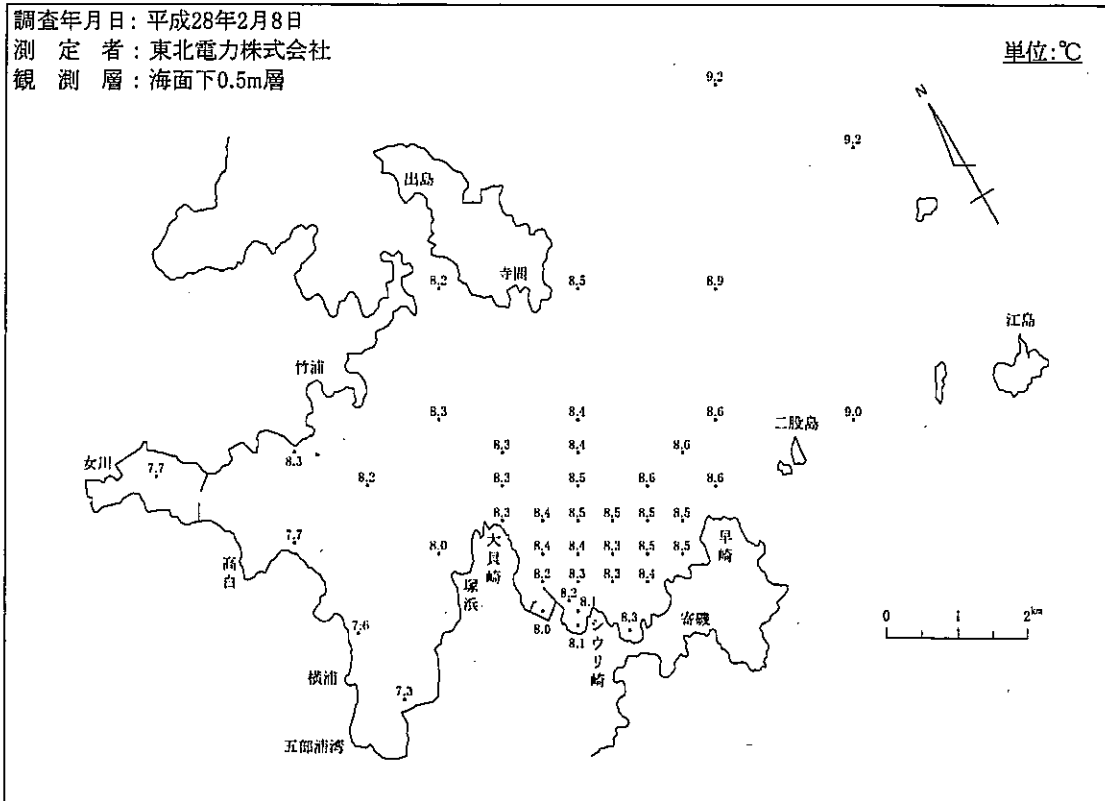 調査年月日：平成28年2月8日
測定者：東北電力株式会社
観測層：海面下0.5m層
単位:℃
9.2
N
9.2
出島
寺間
8.2 8.5 8.9
江島
竹浦
8.3 8.4 8.6 9.0
二股島
8.3 8.3 8.4 8.6
女川
7.7 8.2 8.3 8.5 8.6 8.6
8.3 8.4 8.5 8.5 8.5 8.5
7.7 8.0 大貝崎 8.4 8.4 8.3 8.5 8.5 早崎
高白
塚浜
8.2 8.3 8.3 8.4
8.2 8.1
8.0 8.1 シウリ崎 8.3 寄磯
0 1 2km
7.6
横浦
7.3
五部浦湾